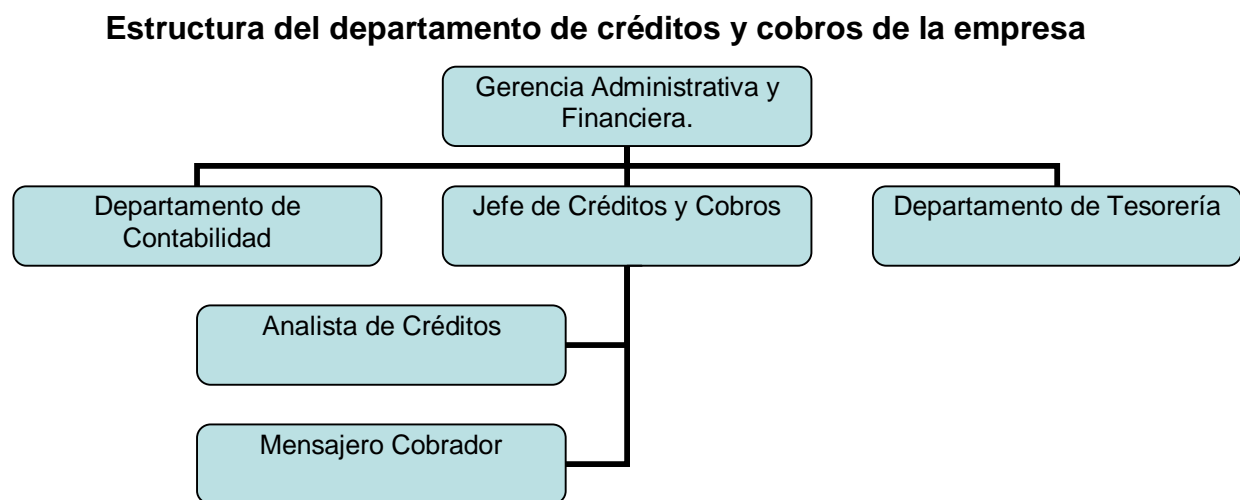 Estructura del departamento de créditos y cobros de la empresa
Gerencia Administrativa y
Financiera.
Departamento de
Contabilidad
Jefe de Créditos y Cobros
Departamento de Tesorería
Analista de Créditos
Mensajero Cobrador